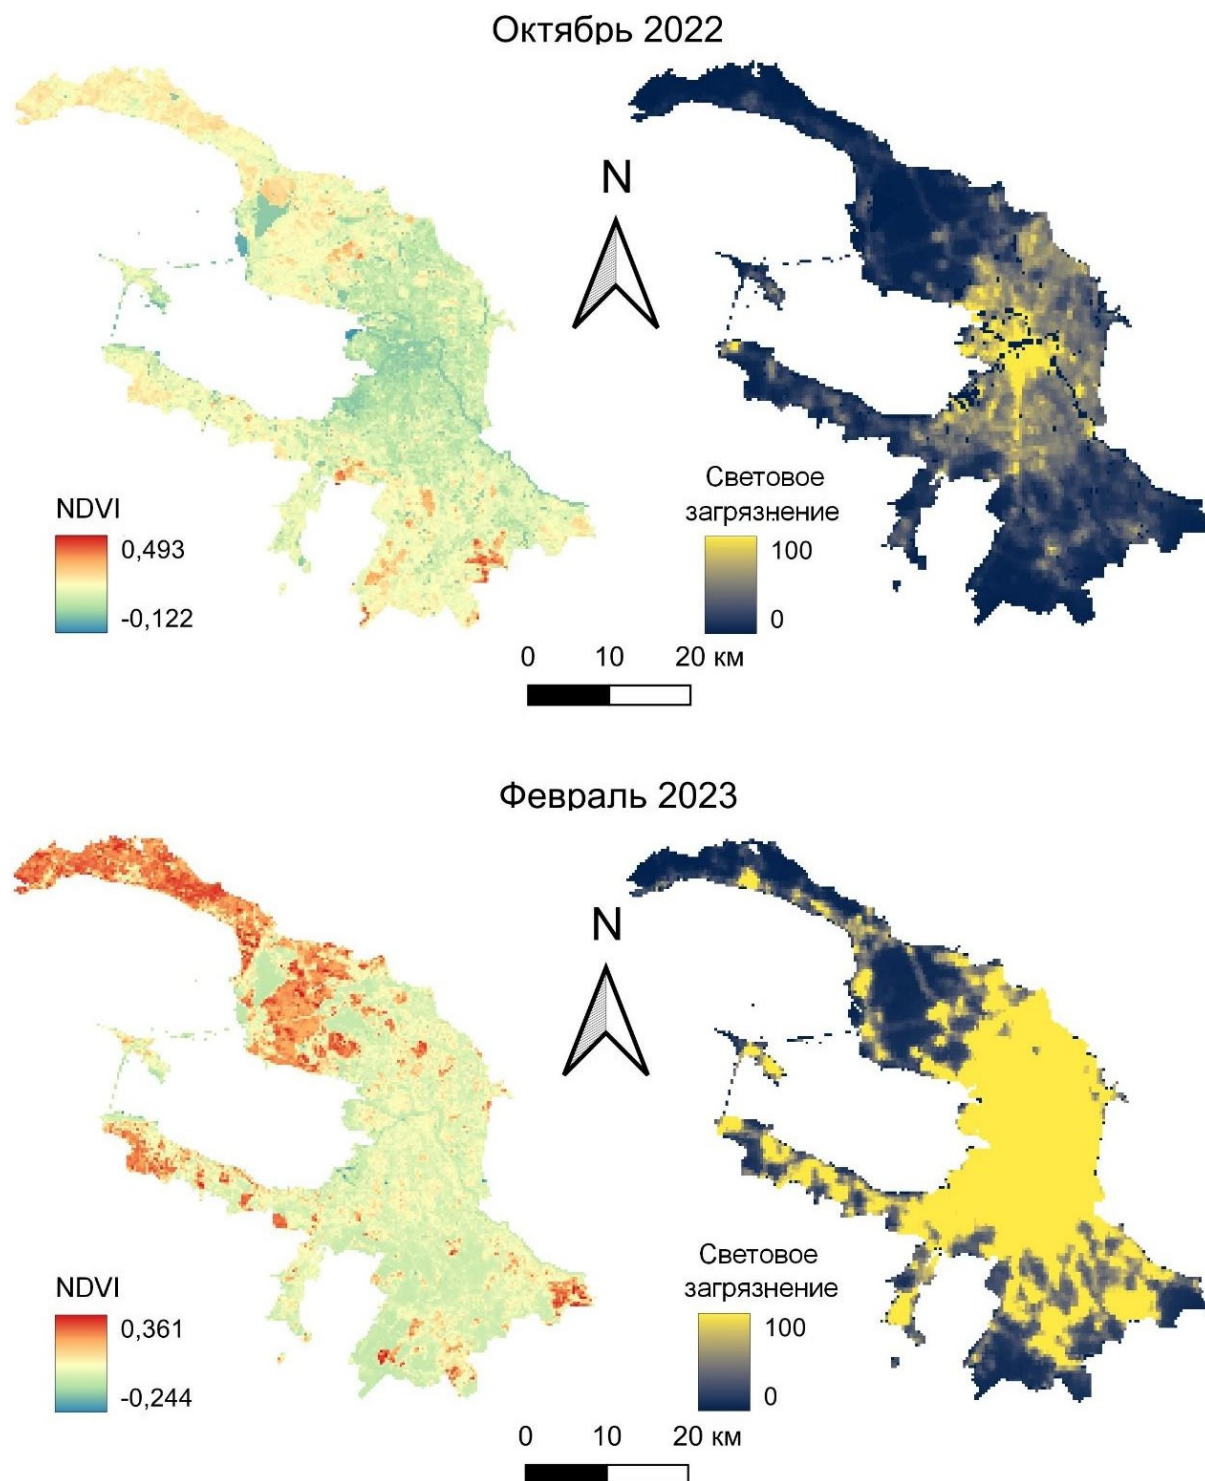 Октябрь 2022
N
NDVI
0,493
-0,122
Световое
загрязнение
100
0
0 10 20 км
Февраль 2023
N
NDVI
0,361
-0,244
Световое
загрязнение
100
0
0 10 20 км